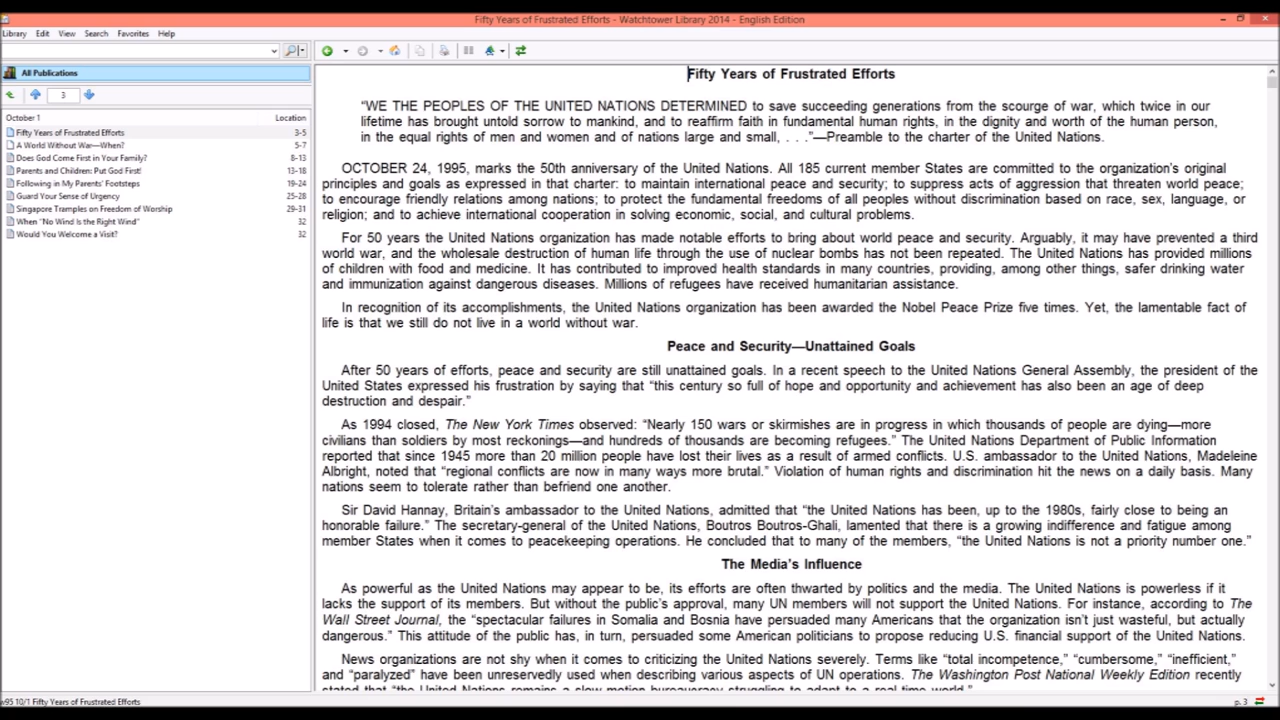 Fifty Years of Frustrated Efforts - Watchtower Library 2014 - English Edition
Library Edit View Search Favorites Help
All Publications
3
October 1 Location
Fifty Years of Frustrated Efforts 3-5
A World Without War—When? 5-7
Does God Come First in Your Family? 8-13
Parents and Children: Put God First! 13-18
Following in My Parents' Footsteps 19-24
Guard Your Sense of Urgency 25-28
Singapore Tramples on Freedom of Worship 29-31
When "No Wind Is the Right Wind" 32
Would You Welcome a Visit? 32
Fifty Years of Frustrated Efforts
“WE THE PEOPLES OF THE UNITED NATIONS DETERMINED to save succeeding generations from the scourge of war, which twice in our
lifetime has brought untold sorrow to mankind, and to reaffirm faith in fundamental human rights, in the dignity and worth of the human person,
in the equal rights of men and women and of nations large and small, . . .”—Preamble to the charter of the United Nations.
OCTOBER 24, 1995, marks the 50th anniversary of the United Nations. All 185 current member States are committed to the organization’s original
principles and goals as expressed in that charter: to maintain international peace and security; to suppress acts of aggression that threaten world peace;
to encourage friendly relations among nations; to protect the fundamental freedoms of all peoples without discrimination based on race, sex, language, or
religion; and to achieve international cooperation in solving economic, social, and cultural problems.
For 50 years the United Nations organization has made notable efforts to bring about world peace and security. Arguably, it may have prevented a third
world war, and the wholesale destruction of human life through the use of nuclear bombs has not been repeated. The United Nations has provided millions
of children with food and medicine. It has contributed to improved health standards in many countries, providing, among other things, safer drinking water
and immunization against dangerous diseases. Millions of refugees have received humanitarian assistance.
In recognition of its accomplishments, the United Nations organization has been awarded the Nobel Peace Prize five times. Yet, the lamentable fact of
life is that we still do not live in a world without war.
Peace and Security—Unattained Goals
After 50 years of efforts, peace and security are still unattained goals. In a recent speech to the United Nations General Assembly, the president of the
United States expressed his frustration by saying that “this century so full of hope and opportunity and achievement has also been an age of deep
destruction and despair.”
As 1994 closed, The New York Times observed: “Nearly 150 wars or skirmishes are in progress in which thousands of people are dying—more
civilians than soldiers by most reckonings—and hundreds of thousands are becoming refugees.” The United Nations Department of Public Information
reported that since 1945 more than 20 million people have lost their lives as a result of armed conflicts. U.S. ambassador to the United Nations, Madeleine
Albright, noted that “regional conflicts are now in many ways more brutal.” Violation of human rights and discrimination hit the news on a daily basis. Many
nations seem to tolerate rather than befriend one another.
Sir David Hannay, Britain’s ambassador to the United Nations, admitted that “the United Nations has been, up to the 1980s, fairly close to being an
honorable failure.” The secretary-general of the United Nations, Boutros Boutros-Ghali, lamented that there is a growing indifference and fatigue among
member States when it comes to peacekeeping operations. He concluded that to many of the members, “the United Nations is not a priority number one.”
The Media’s Influence
As powerful as the United Nations may appear to be, its efforts are often thwarted by politics and the media. The United Nations is powerless if it
lacks the support of its members. But without the public’s approval, many UN members will not support the United Nations. For instance, according to The
Wall Street Journal, the “spectacular failures in Somalia and Bosnia have persuaded many Americans that the organization isn’t just wasteful, but actually
dangerous.” This attitude of the public has, in turn, persuaded some American politicians to propose reducing U.S. financial support of the United Nations.
News organizations are not shy when it comes to criticizing the United Nations severely. Terms like “total incompetence,” “cumbersome,” “inefficient,”
and “paralyzed” have been unreservedly used when describing various aspects of UN operations. The Washington Post National Weekly Edition recently
stated that “the United Nations remains a slow motion bureaucracy struggling to adapt to a real time world.”
w95 10/1 Fifty Years of Frustrated Efforts p. 3